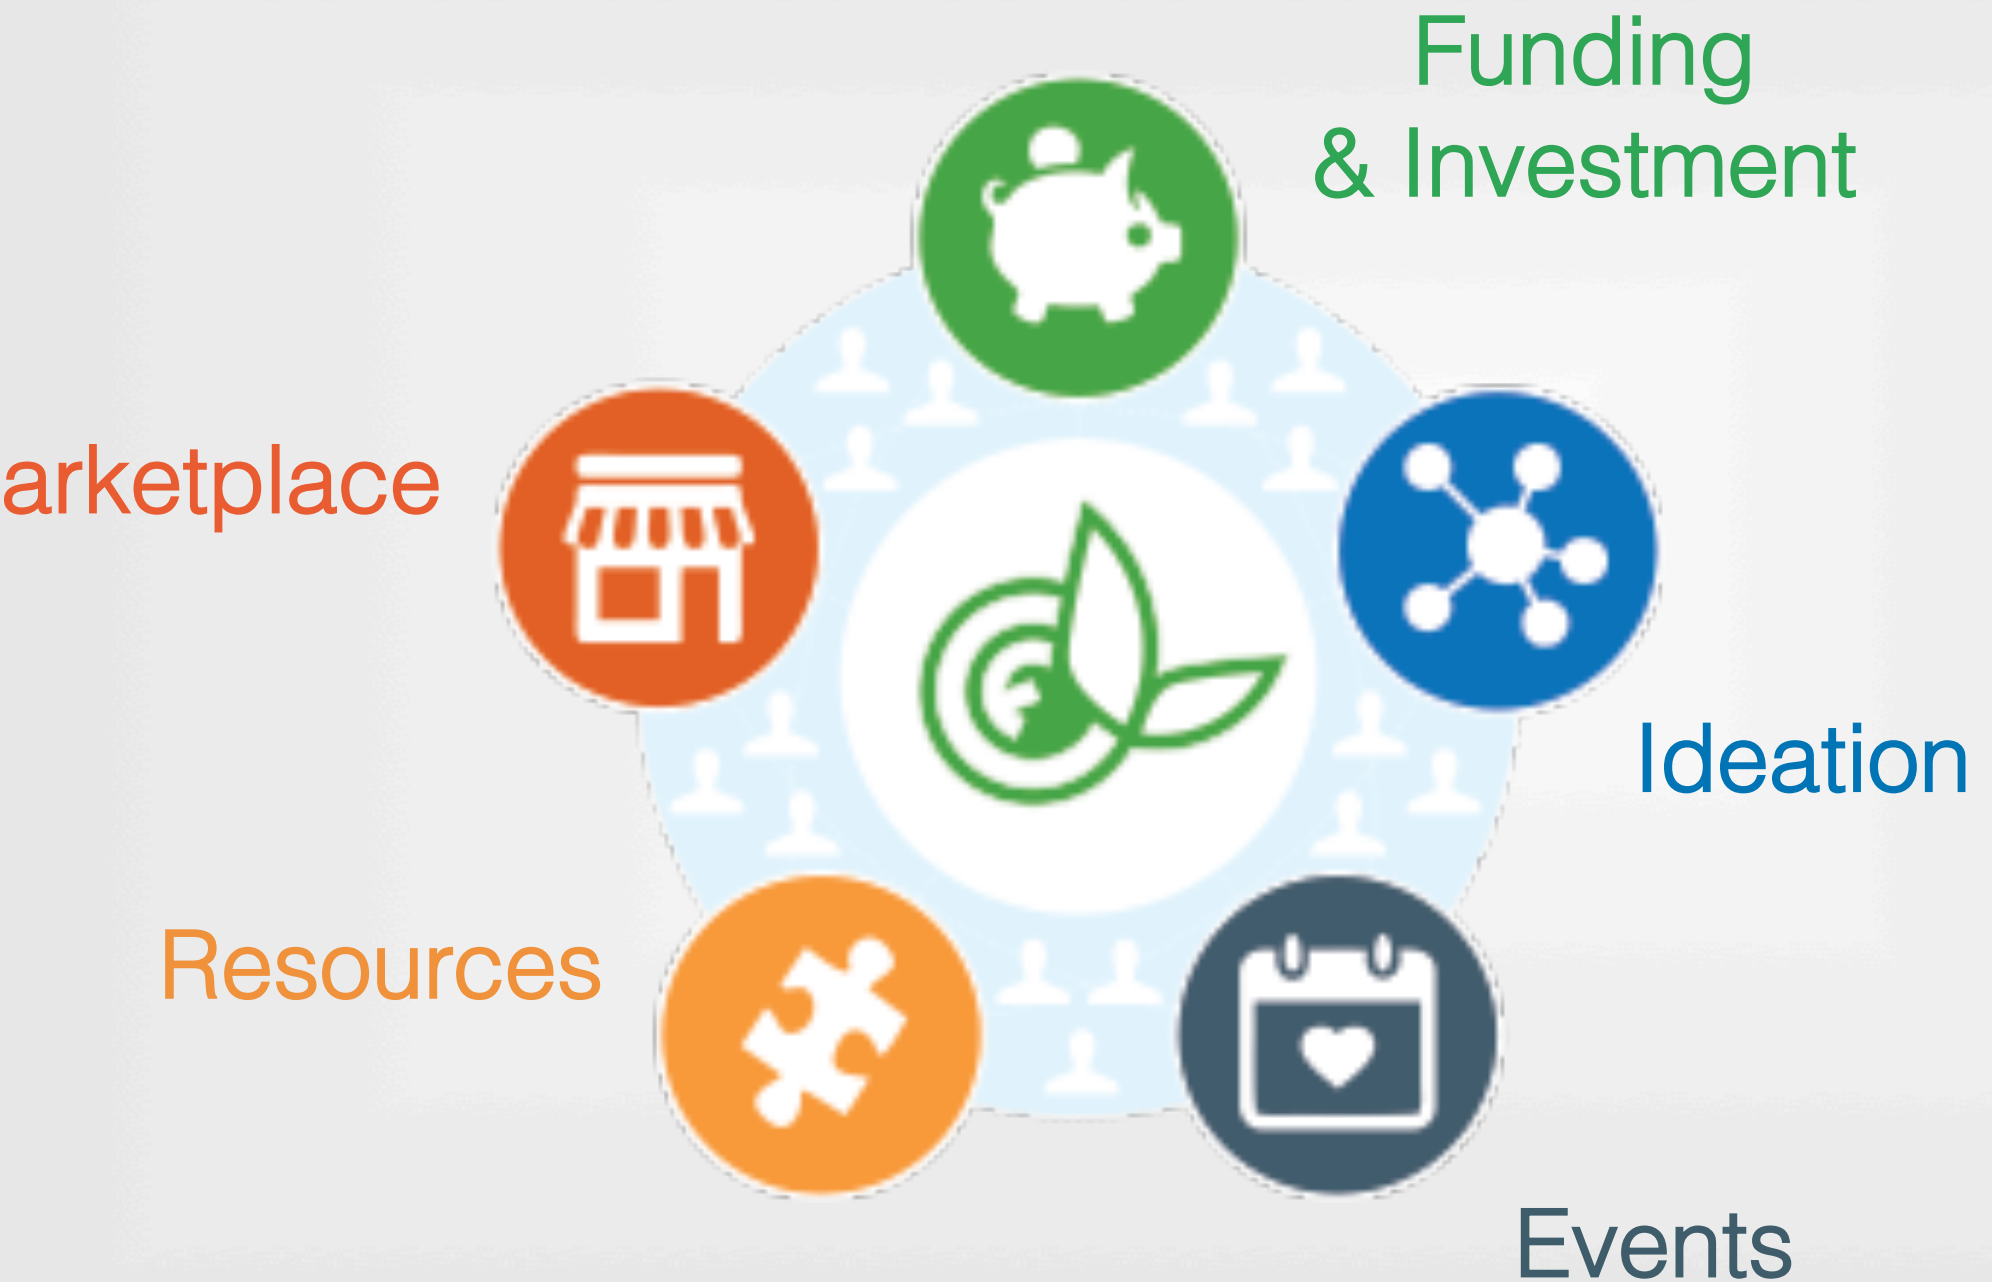 Funding
& Investment
arketplace
Ideation
Resources
Events